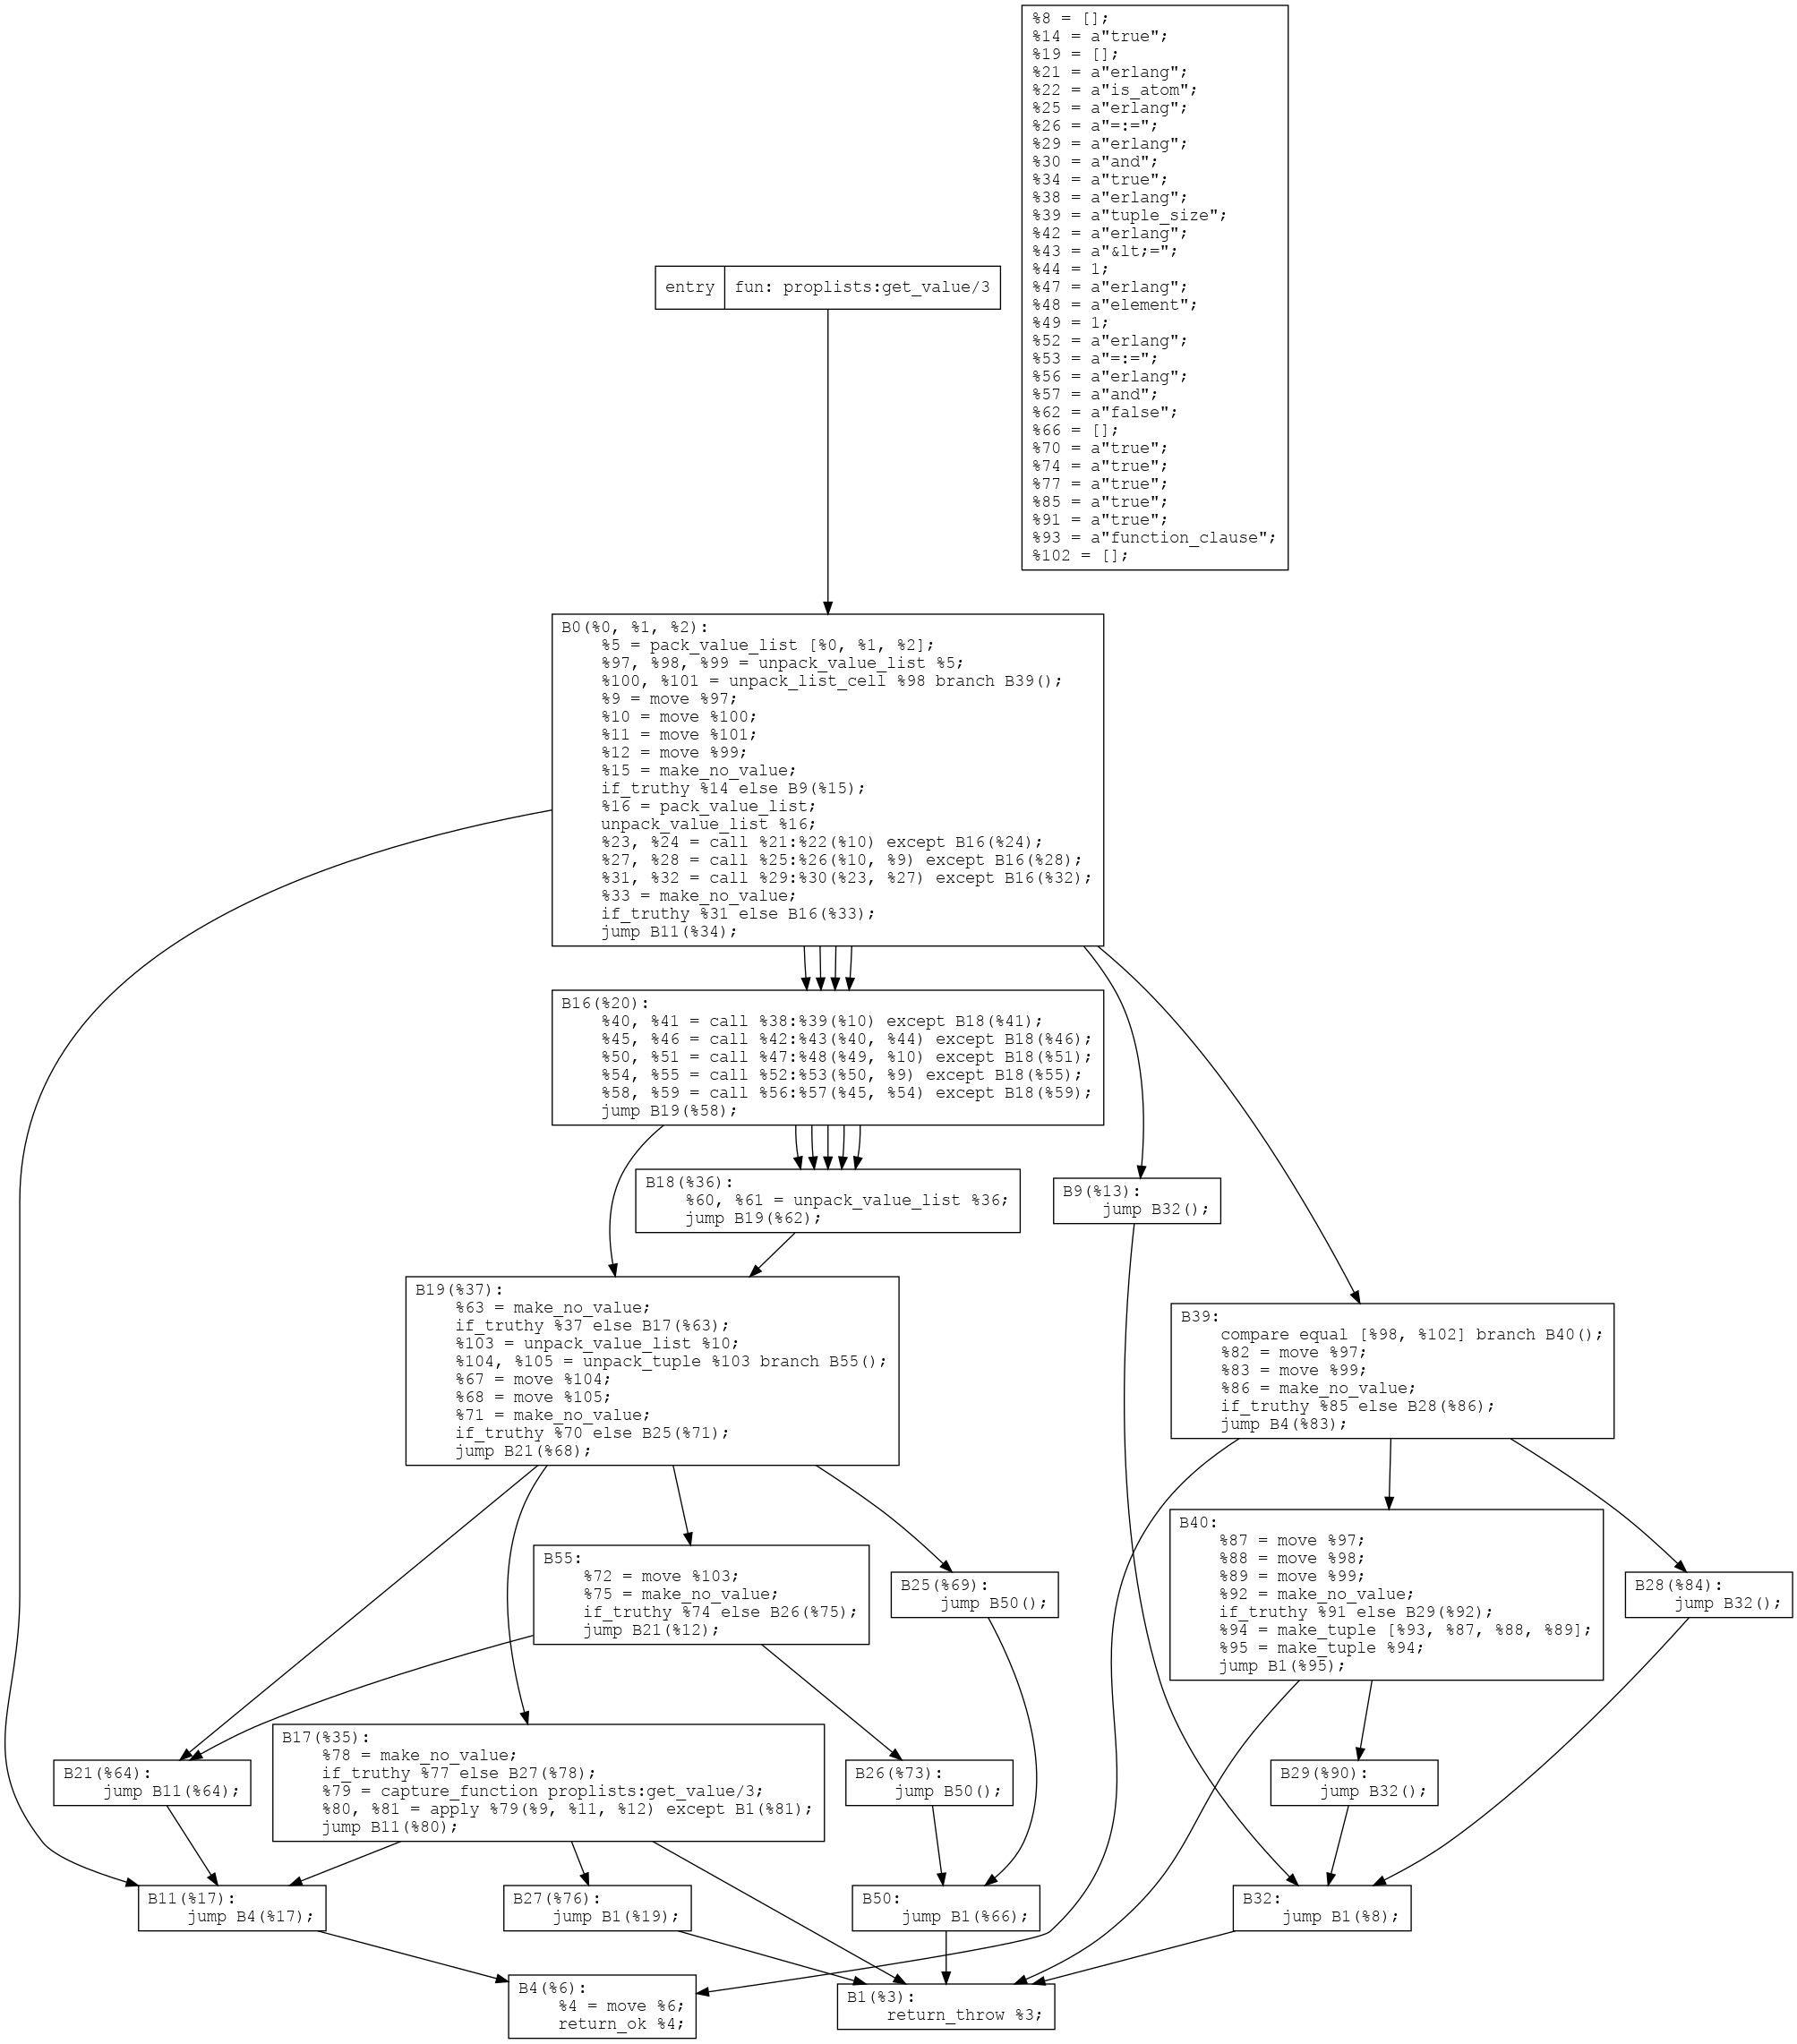 %8 = [];
%14 = a"true";
%19 = [];
%21 = a"erlang";
%22 = a"is_atom";
%25 = a"erlang";
%26 = a"=:=";
%29 = a"erlang";
%30 = a"and";
%34 = a"true";
%38 = a"erlang";
%39 = a"tuple_size";
%42 = a"erlang";
%43 = a"&lt;=";
%44 = 1;
%47 = a"erlang";
%48 = a"element";
%49 = 1;
%52 = a"erlang";
%53 = a"=:=";
%56 = a"erlang";
%57 = a"and";
%62 = a"false";
%66 = [];
%70 = a"true";
%74 = a"true";
%77 = a"true";
%85 = a"true";
%91 = a"true";
%93 = a"function_clause";
%102 = [];
entry fun: proplists:get_value/3
B0(%0, %1, %2):
%5 = pack_value_list [%0, %1, %2];
%97, %98, %99 = unpack_value_list %5;
%100, %101 = unpack_list_cell %98 branch B39();
%9 = move %97;
%10 = move %100;
%11 = move %101;
%12 = move %99;
%15 = make_no_value;
if_truthy %14 else B9(%15);
%16 = pack_value_list;
unpack_value_list %16;
%23, %24 = call %21:%22(%10) except B16(%24);
%27, %28 = call %25:%26(%10, %9) except B16(%28);
%31, %32 = call %29:%30(%23, %27) except B16(%32);
%33 = make_no_value;
if_truthy %31 else B16(%33);
jump B11(%34);
B16(%20):
%40, %41 = call %38:%39(%10) except B18(%41);
%45, %46 = call %42:%43(%40, %44) except B18(%46);
%50, %51 = call %47:%48(%49, %10) except B18(%51);
%54, %55 = call %52:%53(%50, %9) except B18(%55);
%58, %59 = call %56:%57(%45, %54) except B18(%59);
jump B19(%58);
B18(%36):
%60, %61 = unpack_value_list %36;
jump B19(%62);
B9(%13):
jump B32();
B19(%37):
%63 = make_no_value;
if_truthy %37 else B17(%63);
%103 = unpack_value_list %10;
%104, %105 = unpack_tuple %103 branch B55();
%67 = move %104;
%68 = move %105;
%71 = make_no_value;
if_truthy %70 else B25(%71);
jump B21(%68);
B39:
compare equal [%98, %102] branch B40();
%82 = move %97;
%83 = move %99;
%86 = make_no_value;
if_truthy %85 else B28(%86);
jump B4(%83);
B55:
%72 = move %103;
%75 = make_no_value;
if_truthy %74 else B26(%75);
jump B21(%12);
B25(%69):
jump B50();
B40:
%87 = move %97;
%88 = move %98;
%89 = move %99;
%92 = make_no_value;
if_truthy %91 else B29(%92);
%94 = make_tuple [%93, %87, %88, %89];
%95 = make_tuple %94;
jump B1(%95);
B28(%84):
jump B32();
B21(%64):
jump B11(%64);
B17(%35):
%78 = make_no_value;
if_truthy %77 else B27(%78);
%79 = capture_function proplists:get_value/3;
%80, %81 = apply %79(%9, %11, %12) except B1(%81);
jump B11(%80);
B26(%73):
jump B50();
B29(%90):
jump B32();
B11(%17):
jump B4(%17);
B27(%76):
jump B1(%19);
B50:
jump B1(%66);
B32:
jump B1(%8);
B4(%6):
%4 = move %6;
return_ok %4;
B1(%3):
return_throw %3;